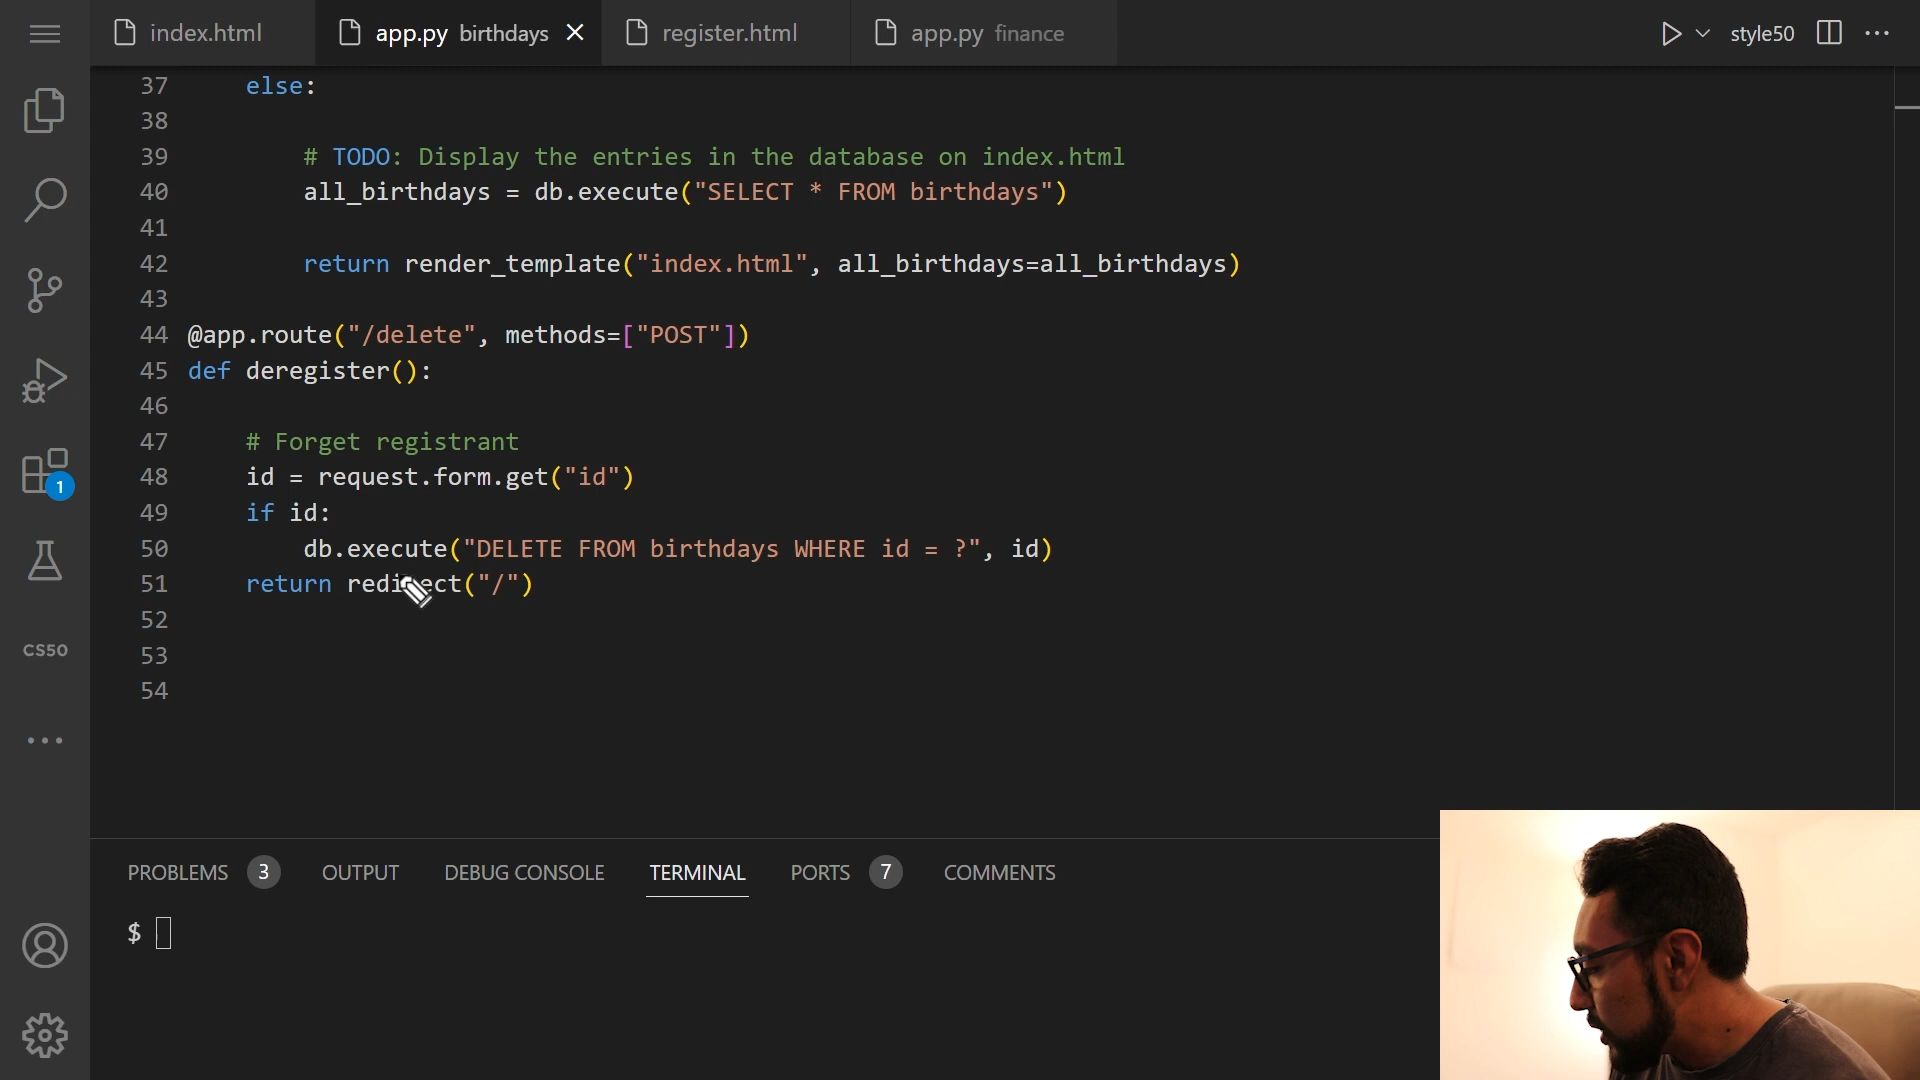 index.html
app.py birthdays
register.html
app.py finance
style50
37 else:
38
39 # TODO: Display the entries in the database on index.html
40 all_birthdays = db.execute("SELECT * FROM birthdays")
41
42 return render_template("index.html", all_birthdays=all_birthdays)
43
44 @app.route("/delete", methods=["POST"])
45 def deregister():
46
47 # Forget registrant
48 id = request.form.get("id")
49 if id:
50 db.execute("DELETE FROM birthdays WHERE id = ?", id)
51 return redirect("/")
52
53
54
1
CS50
PROBLEMS 3 OUTPUT DEBUG CONSOLE TERMINAL PORTS 7 COMMENTS
$